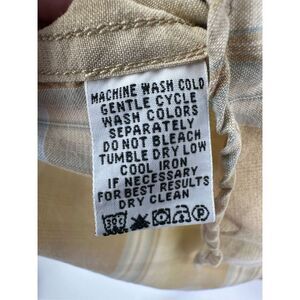 MACHINE WASH COLD
GENTLE CYCLE
WASH COLORS
SEPARATELY
DO NOT BLEACH
TUMBLE DRY LOW
COOL IRON
IF NECESSARY
FOR BEST RESULTS
DRY CLEAN
30C P